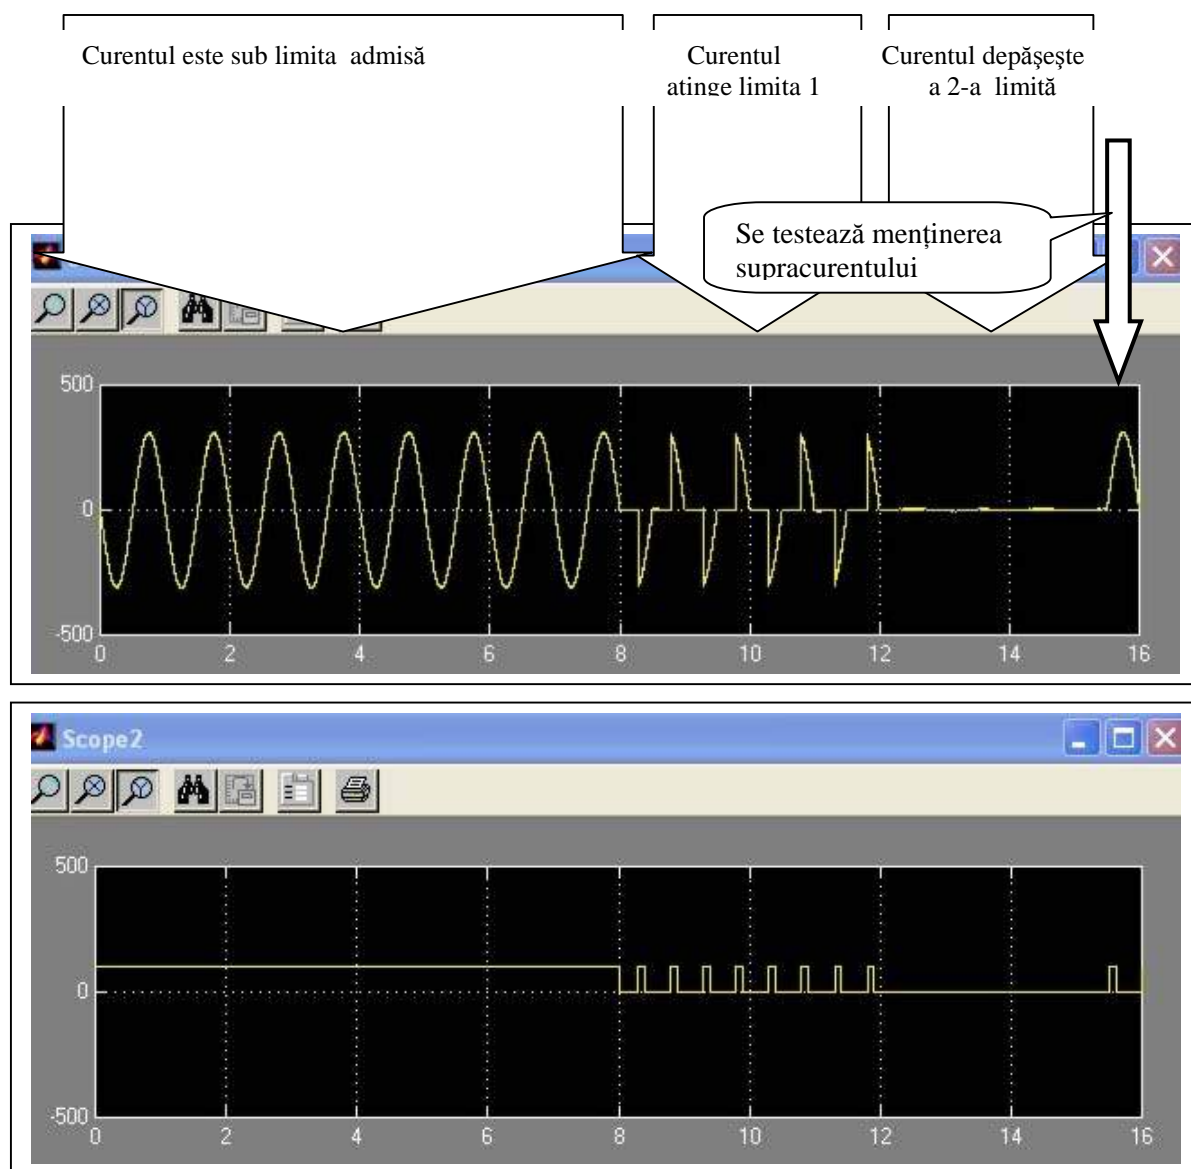 Curentul este sub limita admisă
Curentul
atinge limita 1
Curentul depăşeşte
a 2-a limită
Se testează menținerea
supracurentului
500
0
-500
0 2 4 6 8 10 12 14 16
Scope2
500
0
-500
0 2 4 6 8 10 12 14 16